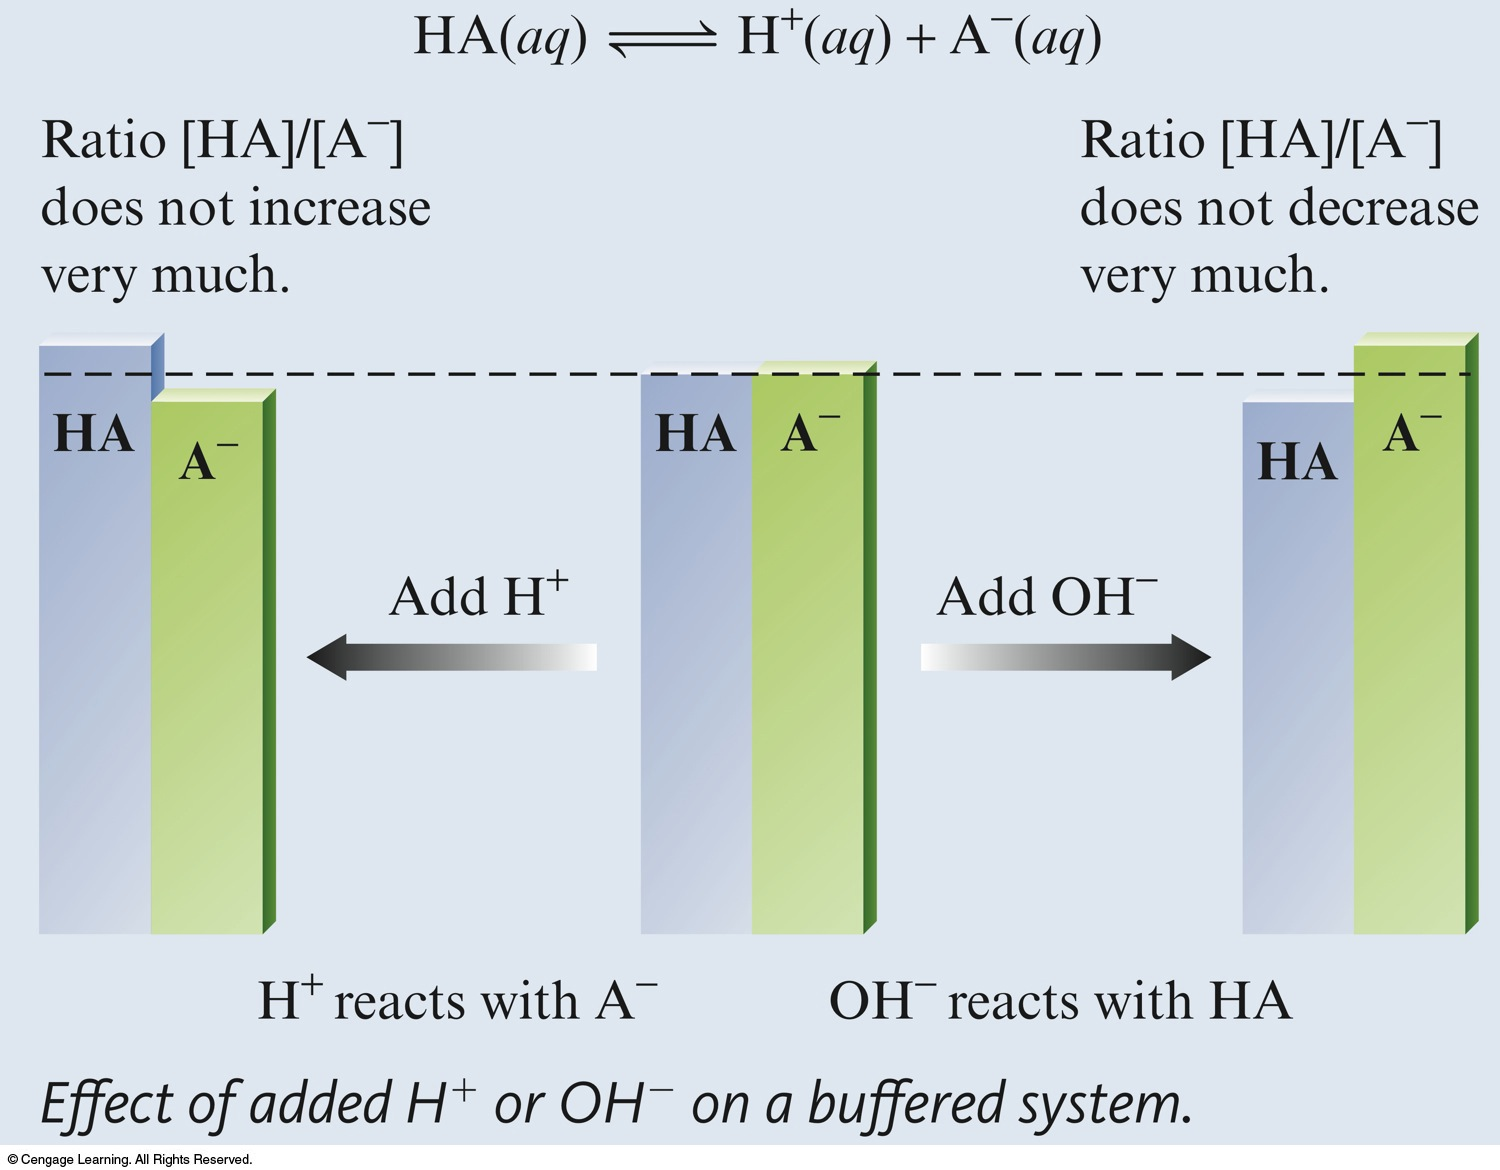 HA(aq) ⇌ H⁺(aq) + A⁻(aq)
Ratio [HA]/[A⁻]
does not increase
very much.
Ratio [HA]/[A⁻]
does not decrease
very much.
HA
A⁻
HA
A⁻
HA
A⁻
Add H⁺
Add OH⁻
H⁺ reacts with A⁻
OH⁻ reacts with HA
Effect of added H⁺ or OH⁻ on a buffered system.
© Cengage Learning. All Rights Reserved.